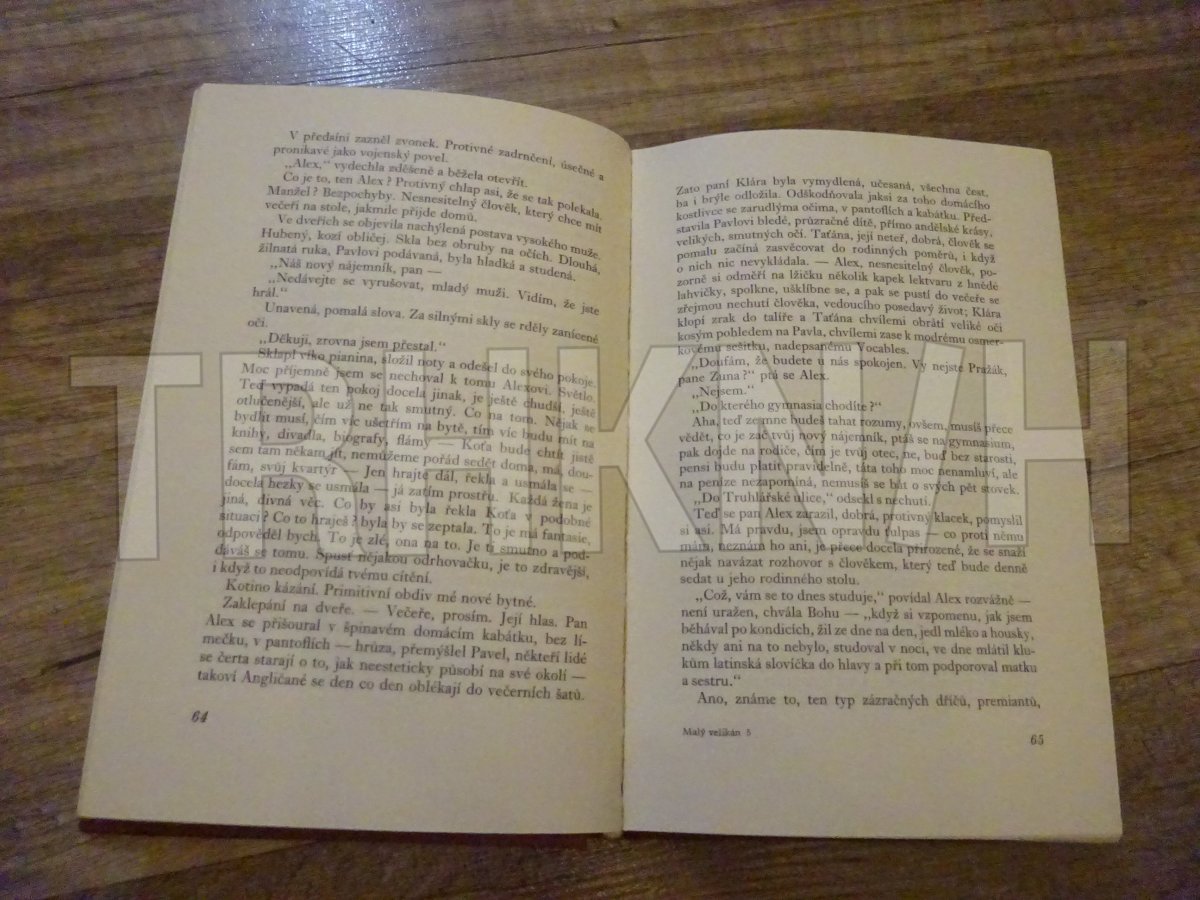 V předsíni zazněl zvonek. Protivné zadrnčení, úsečné a
pronikavé jako vojenský povel.
„Alex,“ vydechla zděšeně a běžela otevřít.
Co je to, ten Alex? Protivný chlap asi, že se tak polekala.
Manžel? Bezpochyby. Nesnesitelný člověk, který chce mít
večeři na stole, jakmile přijde domů.
Ve dveřích se objevila nachýlená postava vysokého muže.
Hubený, kozí obličej. Skla bez obruby na očích. Dlouhá,
žilnatá ruka, Pavlovi podávaná, byla hladká a studená.
„Náš nový nájemník, pan —
„Nedávejte se vyrušovat, mladý muži. Vidím, že jste
hrál.“
Unavená, pomalá slova. Za silnými skly se rděly zanícené
oči.
„Děkuji, zrovna jsem přestal.“
Sklapl víko pianina, složil noty a odešel do svého pokoje.
Moc příjemně jsem se nechoval k tomu Alexovi. Světlo.
Teď vypadá ten pokoj docela jinak, je ještě chudší, ještě
otlučenější, ale už ne tak smutný. Co na tom. Nějak se
bydlit musí, čím víc ušetřím na bytě, tím víc budu mít na
knihy, divadla, biografy, flámy — Koťa bude chtít jistě
sem tam někam jít, nemůžeme pořád sedět doma, má, dou-
fám, svůj kvartýr — Jen hrajte dál, řekla a usmála se —
docela hezky se usmála — já zatím prostřu. Každá žena je
jiná, divná věc. Co by asi byla řekla Koťa v podobné
situaci? Co to hraješ? byla by se zeptala. To je má fantasie,
odpověděl bych. To je zlé, ona na to. Je ti smutno a pod-
dáváš se tomu. Spusť nějakou odrhovačku, je to zdravější,
i když to neodpovídá tvému cítění.
Kotino kázání. Primitivní obdiv mé nové bytné.
Zaklepání na dveře. — Večeře, prosím. Její hlas. Pan
Alex se přišoural v špinavém domácím kabátku, bez lí-
mečku, v pantoflích — hrůza, přemýšlel Pavel, někteří lidé
se čerta starají o to, jak neesteticky působí na své okolí —
takoví Angličané se den co den oblékají do večerních šatů.
64
Zato paní Klára byla vymydlená, učesaná, všechna čest,
ba i brýle odložila. Odškodňovala jaksi za toho domácího
kostlivce se zarudlýma očima, v pantoflích a kabátku. Před-
stavila Pavlovi bledé, průzračné dítě, přímo andělské krásy,
velikých, smutných očí. Taťána, její neteř, dobrá, člověk se
pomalu začíná zasvěcovat do rodinných poměrů, i když
o nich nic nevykládala. — Alex, nesnesitelný člověk, po-
zorně si odměří na lžičku několik kapek lektvaru z hnědé
lahvičky, spolkne, ušklíbne se, a pak se pustí do večeře se
zřejmou nechutí člověka, vedoucího posedavý život; Klára
klopí zrak do talíře a Taťána chvílemi obrátí veliké oči
kosým pohledem na Pavla, chvílemi zase k modrému osmer-
kovému sešitku, nadepsanému Vocables.
„Doufám, že budete u nás spokojen. Vy nejste Pražák,
pane Zuna?“ ptá se Alex.
„Nejsem.“
„Do kterého gymnasia chodíte?“
Aha, teď ze mne budeš tahat rozumy, ovšem, musíš přece
vědět, co je zač tvůj nový nájemník, ptáš se na gymnasium,
pak dojde na rodiče, čím je tvůj otec, ne, buď bez starosti,
pensi budu platit pravidelně, táta toho moc nenamluví, ale
na peníze nezapomíná, nemusíš se bát o svých pět stovek.
„Do Truhlářské ulice,“ odsekl s nechutí.
Teď se pan Alex zarazil, dobrá, protivný klacek, pomyslil
si asi. Má pravdu, jsem opravdu ťulpas — co proti němu
mám, neznám ho ani, je přece docela přirozené, že se snaží
nějak navázat rozhovor s člověkem, který teď bude denně
sedat u jeho rodinného stolu.
„Což, vám se to dnes studuje,“ povídal Alex rozvážně —
není uražen, chvála Bohu — „když si vzpomenu, jak jsem
běhával po kondicích, žil ze dne na den, jedl mléko a housky,
někdy ani na to nebylo, studoval v noci, ve dne mlátil klu-
kům latinská slovíčka do hlavy a při tom podporoval matku
a sestru.“
Ano, známe to, ten typ zázračných dříčů, premiantů,
Malý velikán 5
65
TRIKNIH